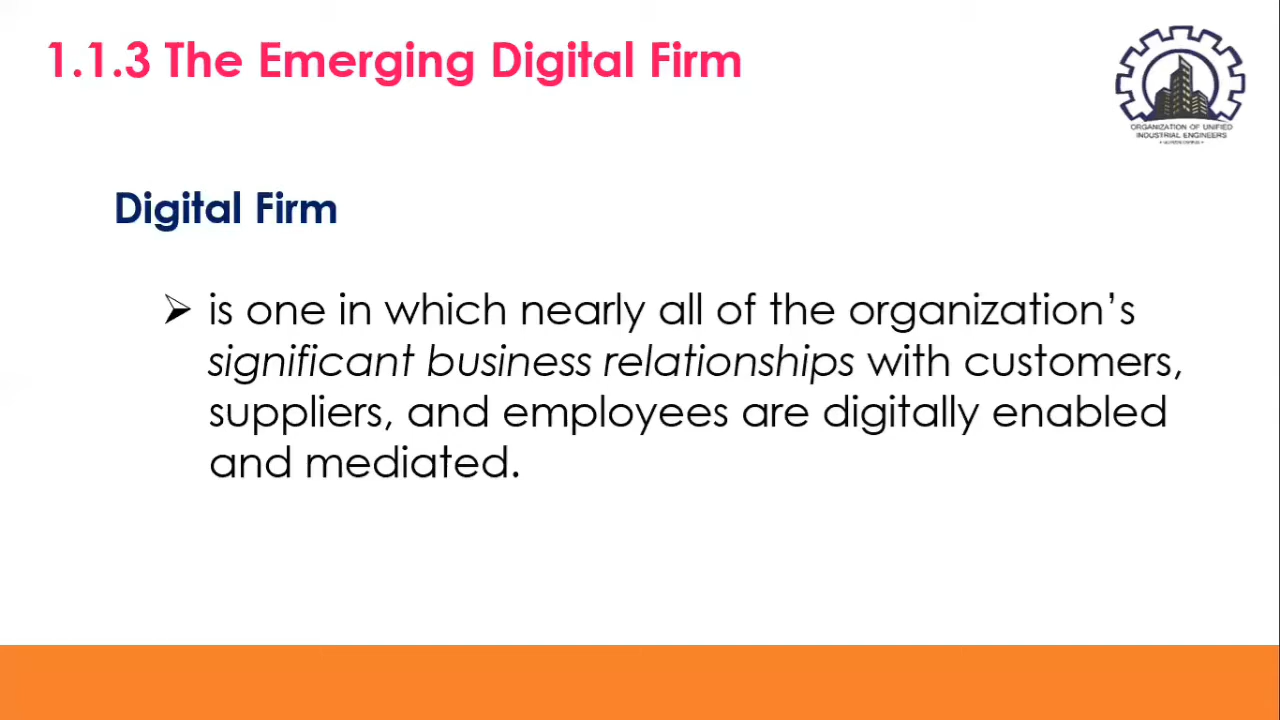 1.1.3 The Emerging Digital Firm
ORGANIZATION OF UNIFIED
INDUSTRIAL ENGINEERS
Digital Firm
➢ is one in which nearly all of the organization’s
significant business relationships with customers,
suppliers, and employees are digitally enabled
and mediated.